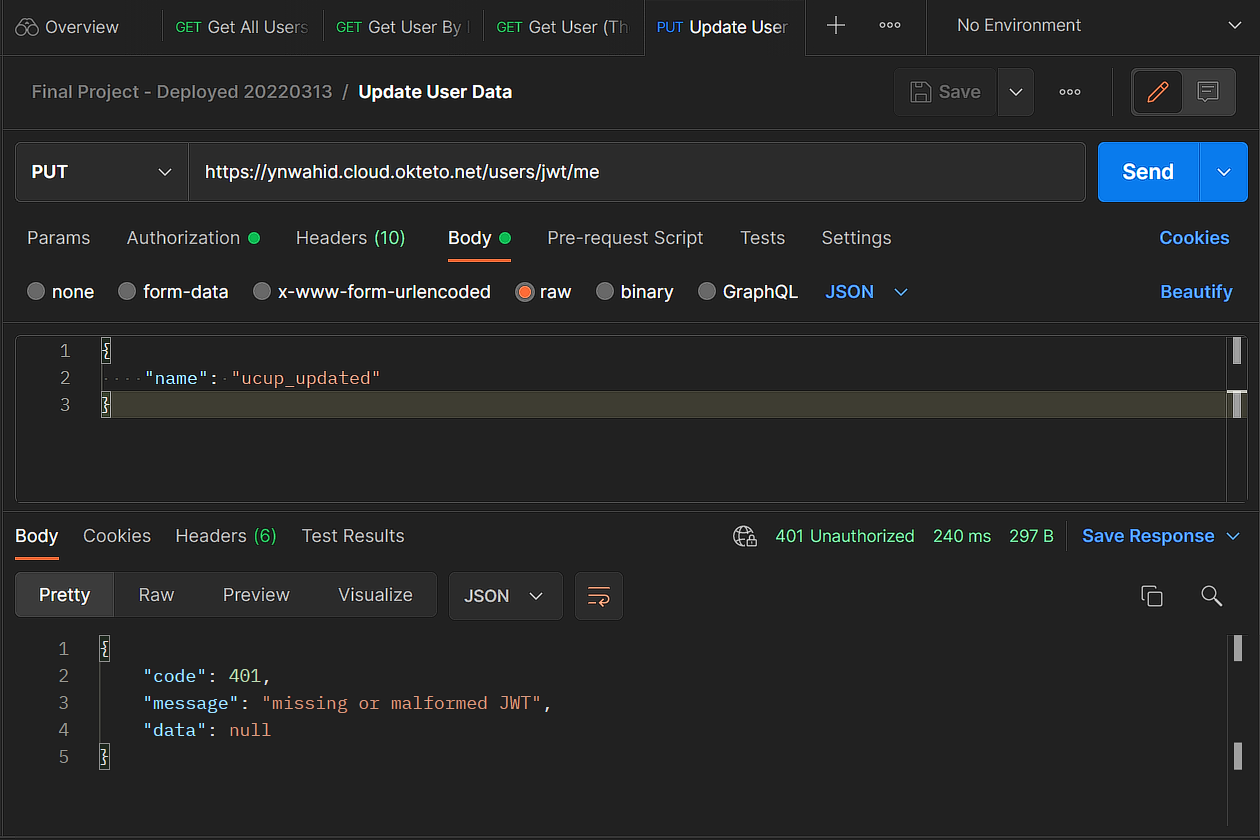 Overview GET Get All Users GET Get User By GET Get User (Th PUT Update User No Environment
Final Project - Deployed 20220313 / Update User Data Save
PUT https://ynwahid.cloud.okteto.net/users/jwt/me Send
Params Authorization Headers (10) Body Pre-request Script Tests Settings Cookies
none form-data x-www-form-urlencoded raw binary GraphQL JSON Beautify
1 {
2 "name": "ucup_updated"
3 }
Body Cookies Headers (6) Test Results 401 Unauthorized 240 ms 297 B Save Response
Pretty Raw Preview Visualize JSON
1 {
2 "code": 401,
3 "message": "missing or malformed JWT",
4 "data": null
5 }